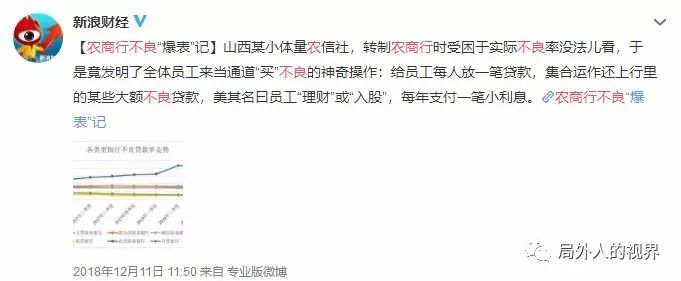 新浪财经
【农商行不良“爆表”记】山西某小体量农信社，转制农商行时受困于实际不良率没法儿看，于
是竟发明了全体员工来当通道“买”不良的神奇操作：给员工每人放一笔贷款，集合运作还上行里
的某些大额不良贷款，美其名曰员工“理财”或“入股”，每年支付一笔小利息。农商行不良“爆
表”记
各类型银行不良贷款率走势
2018年12月11日 11:50 来自 专业版微博
局外人的视界